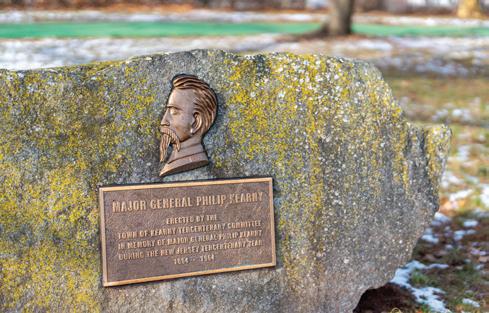 MAJOR GENERAL PHILIP KEARNY
ERECTED BY THE
TOWN OF KEARNY TERCENTENARY COMMITTEE
IN MEMORY OF MAJOR GENERAL PHILIP KEARNY
DURING THE NEW JERSEY TERCENTENARY YEAR
1664 - 1964